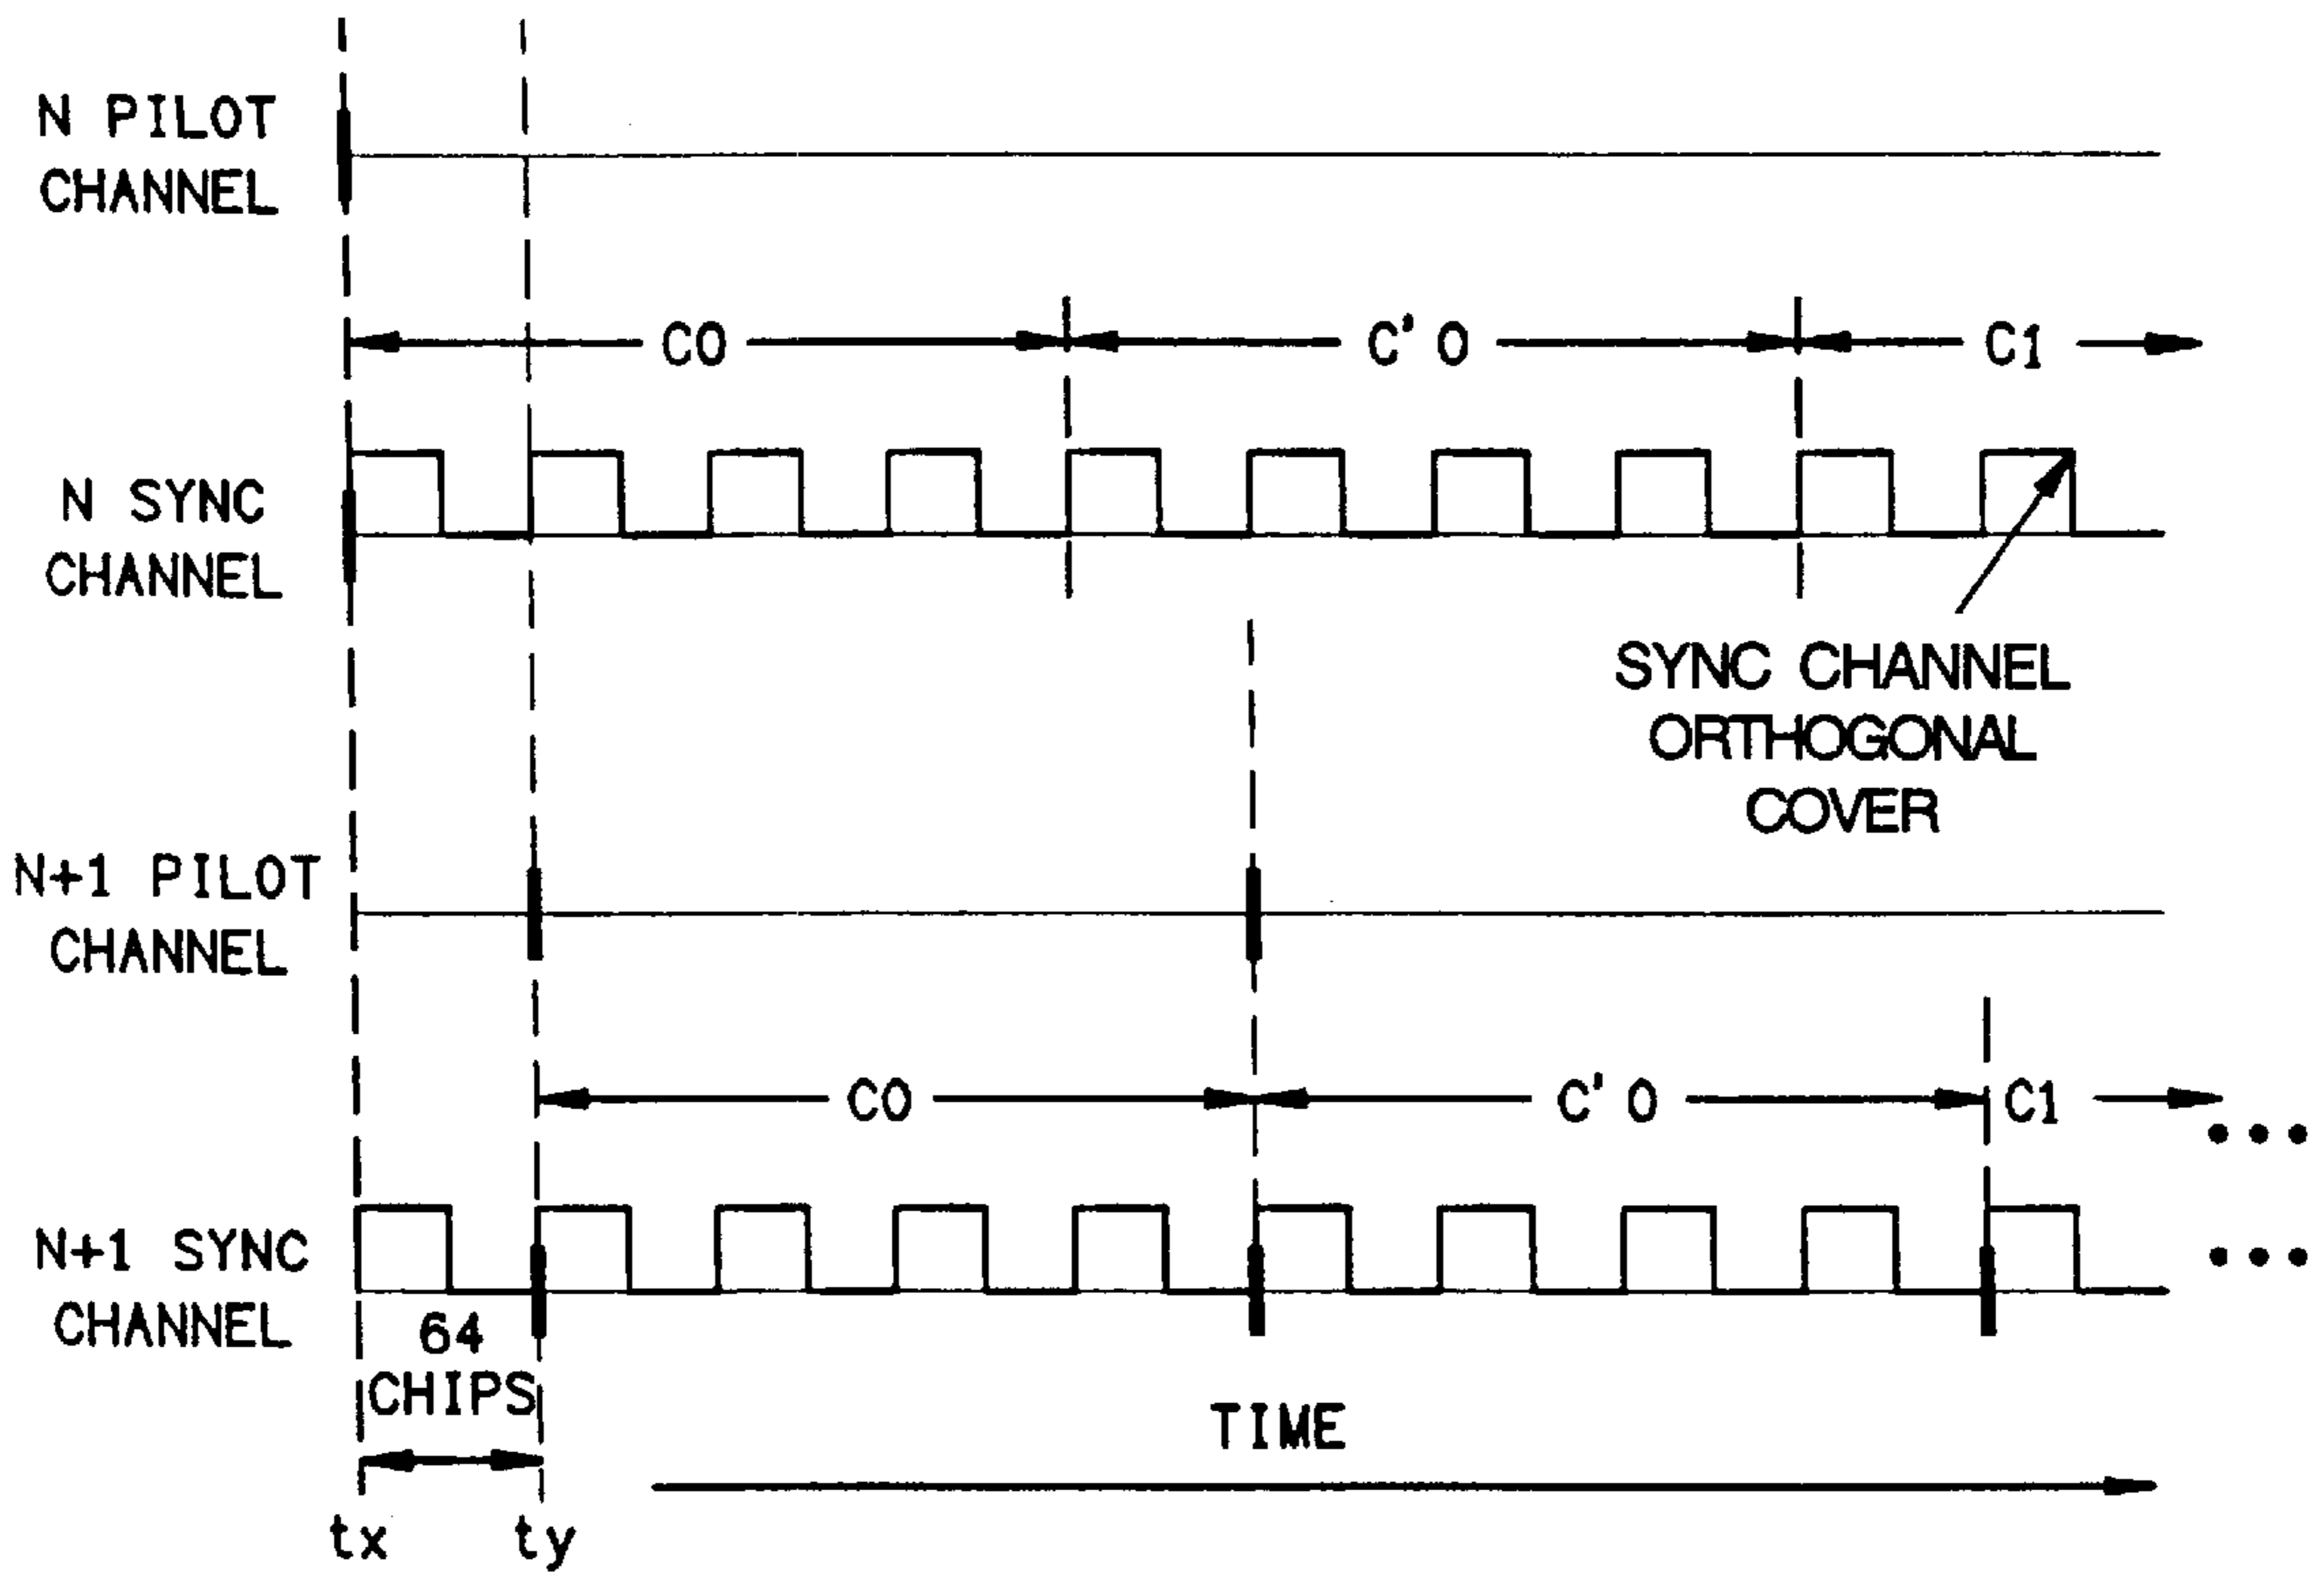 N PILOT
CHANNEL
C0 C'0 C1
N SYNC
CHANNEL
SYNC CHANNEL
ORTHOGONAL
COVER
N+1 PILOT
CHANNEL
C0 C'0 C1
N+1 SYNC
CHANNEL
64
CHIPS
TIME
tx ty